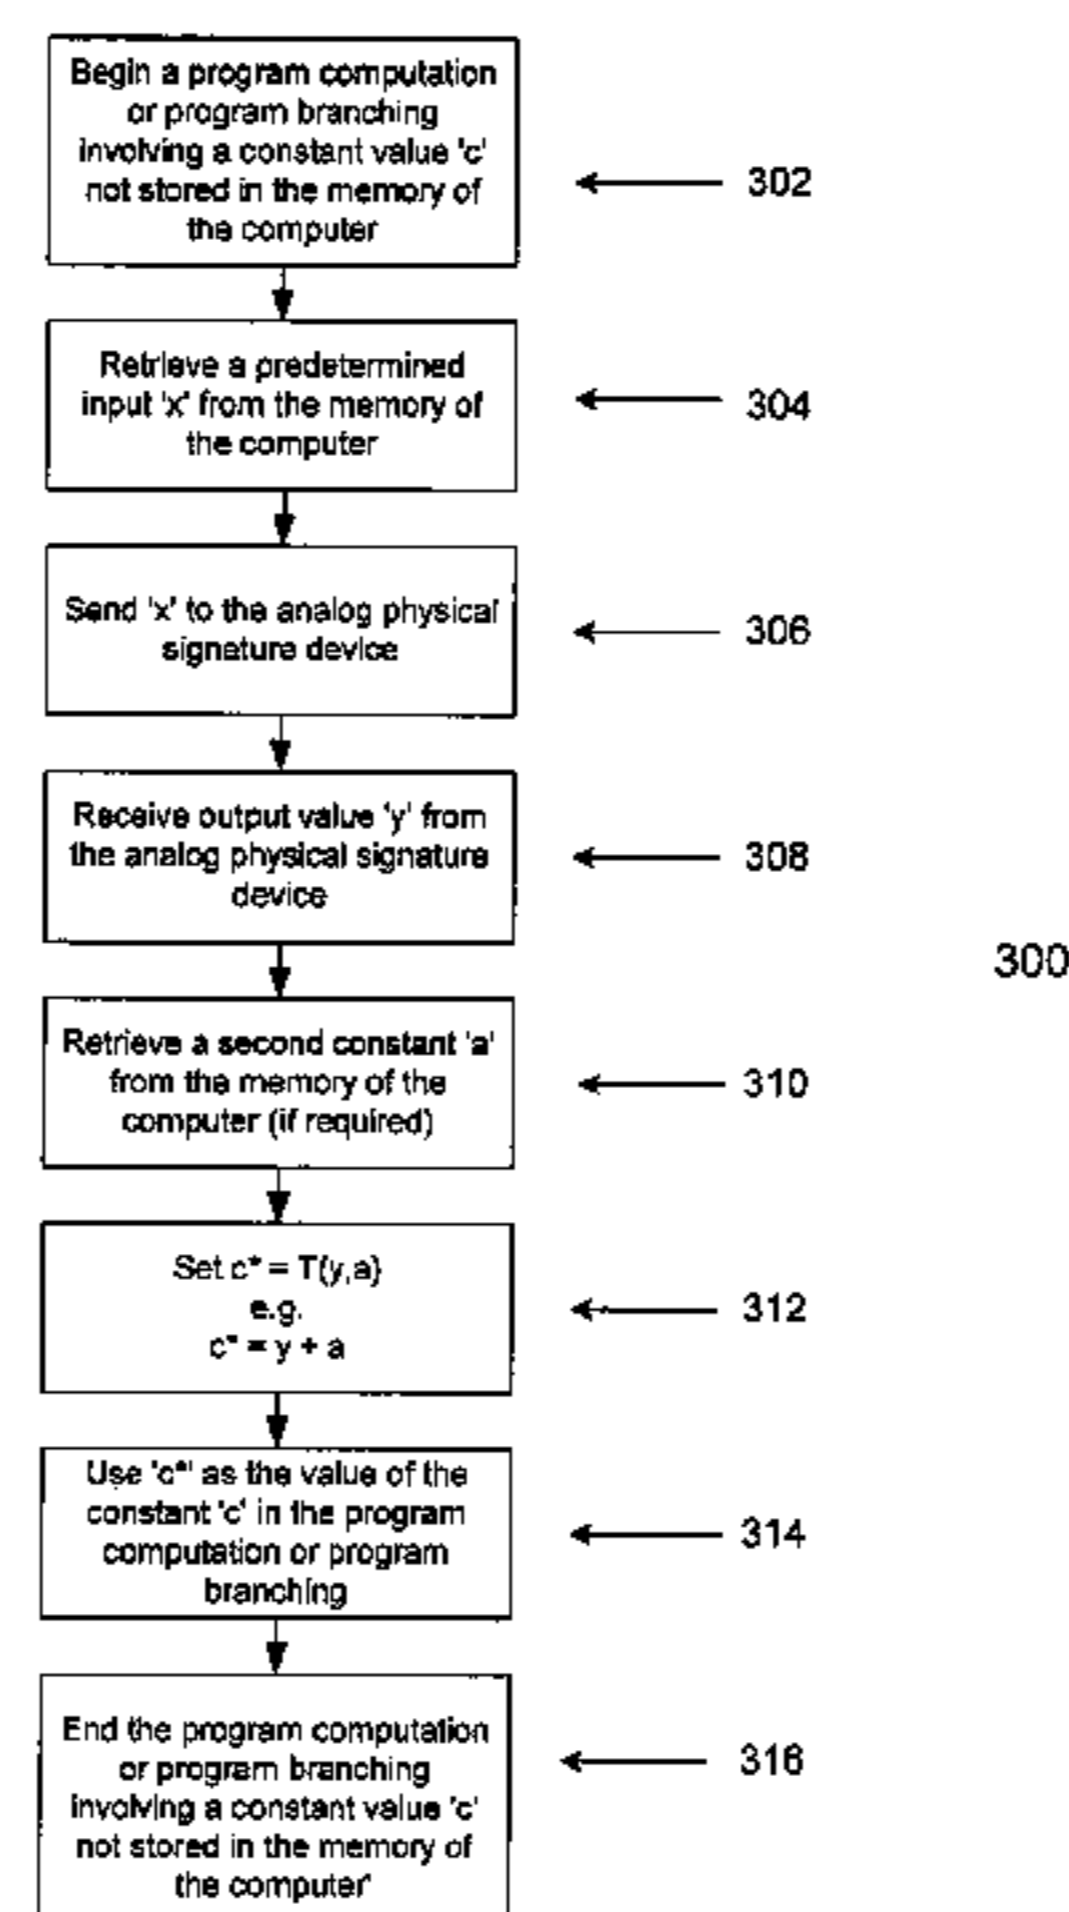 Begin a program computation
or program branching
involving a constant value 'c'
not stored in the memory of
the computer
302
Retrieve a predetermined
input 'x' from the memory of
the computer
304
Send 'x' to the analog physical
signature device
306
Receive output value 'y' from
the analog physical signature
device
308
300
Retrieve a second constant 'a'
from the memory of the
computer (if required)
310
Set c* = T(y,a)
e.g.
c* = y + a
312
Use 'c*' as the value of the
constant 'c' in the program
computation or program
branching
314
End the program computation
or program branching
involving a constant value 'c'
not stored in the memory of
the computer'
316